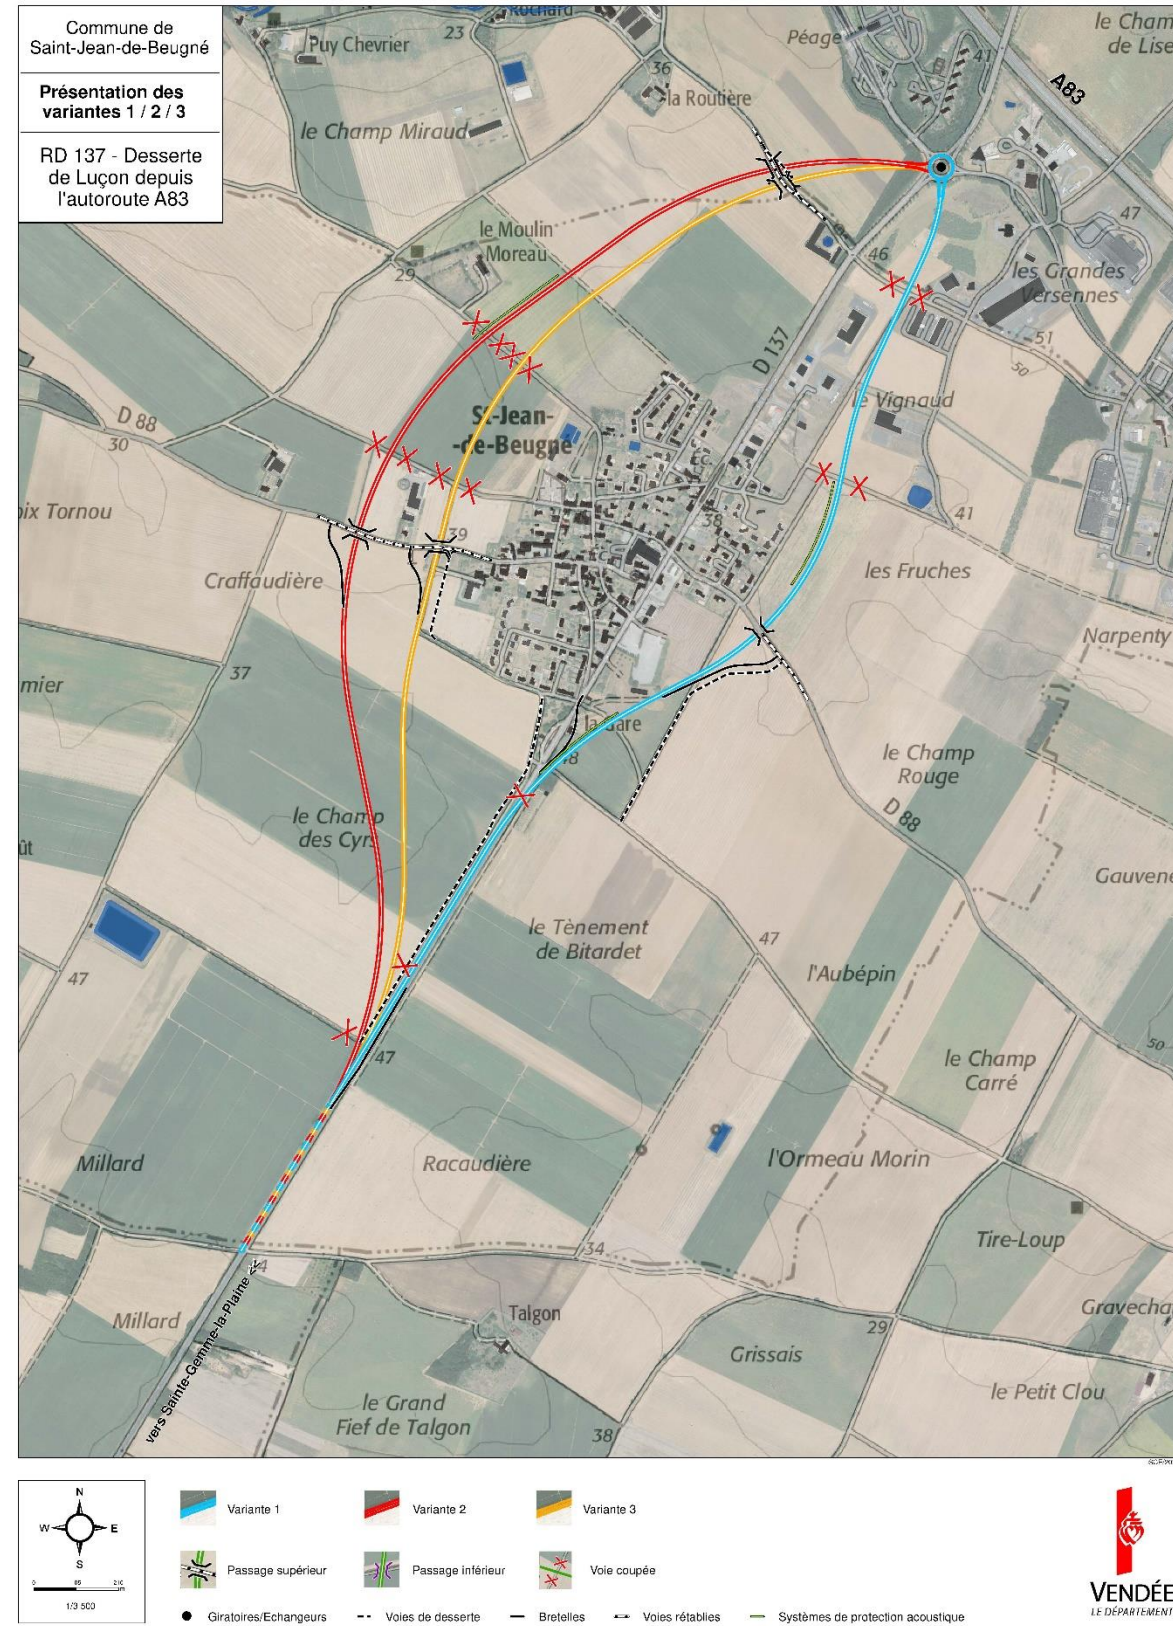 Commune de
Saint-Jean-de-Beugné
Présentation des
variantes 1 / 2 / 3
RD 137 - Desserte
de Luçon depuis
l'autoroute A83
Rochard
Puy Chevrier
23
Péage
41
le Cham
de Lise
A83
36
la Routière
le Champ Miraud
47
le Moulin
Moreau
29
46
les Grandes
Versennes
51
50
D 137
D 88
30
St-Jean-
-de-Beugné
le Vignaud
oix Tornou
38
41
39
Craffaudière
les Fruches
Narpenty
mier
37
la Gare
48
le Champ
Rouge
D 88
le Champ
des Cyrs
ût
Gauvene
le Tènement
de Bitardet
47
47
l'Aubépin
47
50
le Champ
Carré
Millard
Racaudière
l'Ormeau Morin
34
Tire-Loup
vers Sainte-Gemme-la-Plaine <<
Millard
Talgon
29
Gravecha
Grissais
le Petit Clou
le Grand
Fief de Talgon
38
N
W E
S
1/3 500
Variante 1
Variante 2
Variante 3
Passage supérieur
Passage inférieur
Voie coupée
Giratoires/Echangeurs
Voies de desserte
Bretelles
Voies rétablies
Systèmes de protection acoustique
VENDÉE
LE DÉPARTEMENT